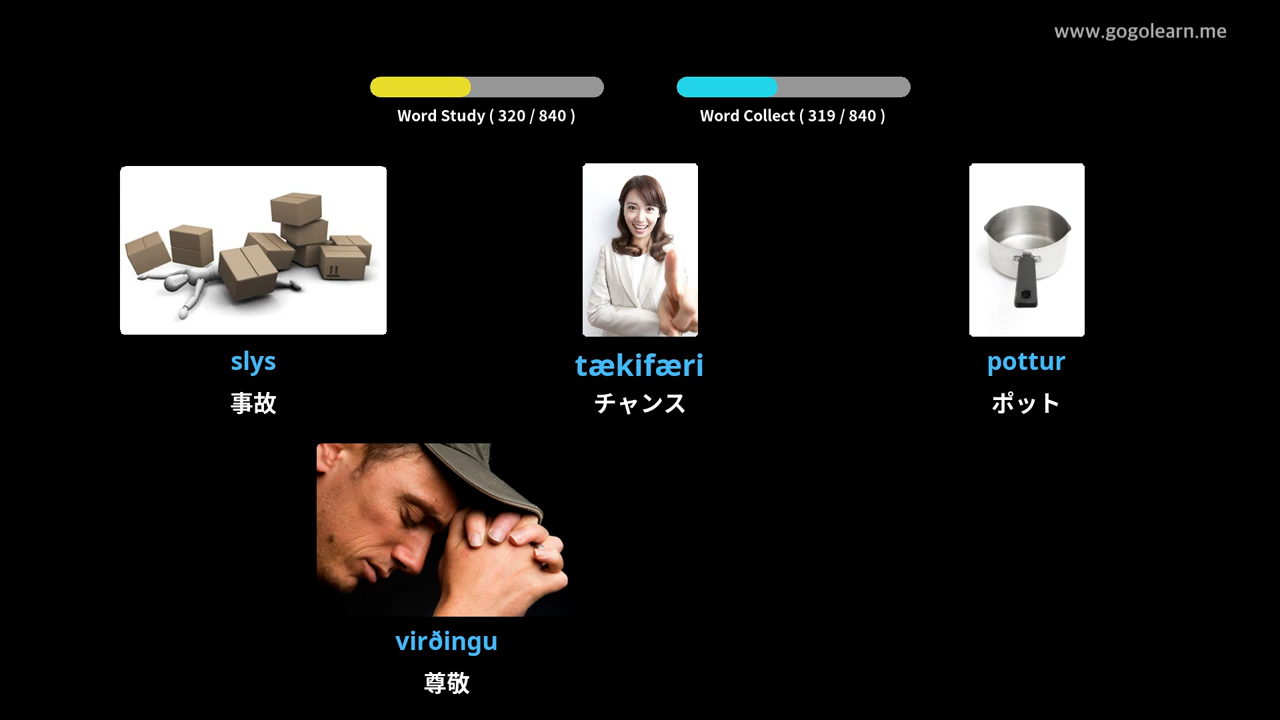 www.gogolearn.me
Word Study ( 320 / 840 )
Word Collect ( 319 / 840 )
slys
事故
tækifæri
チャンス
pottur
ポット
virðingu
尊敬